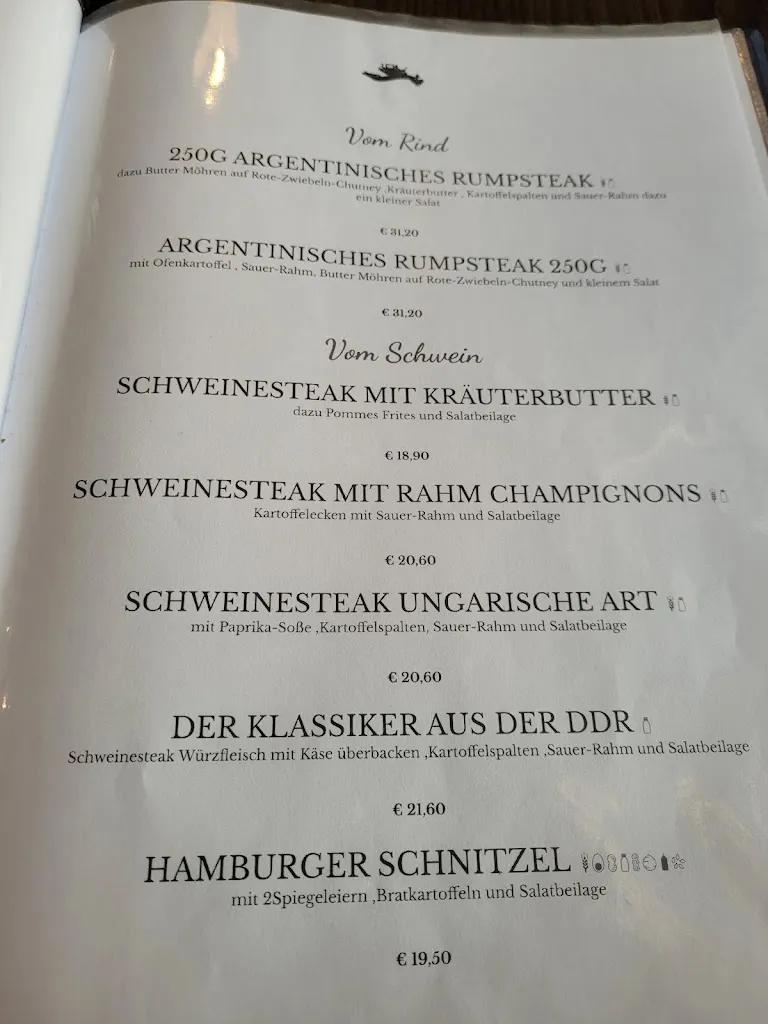 Vom Rind
250G ARGENTINISCHES RUMPSTEAK
dazu Butter Möhren auf Rote-Zwiebeln-Chutney ,Kräuterbutter , Kartoffelspalten und Sauer-Rahm dazu
ein kleiner Salat
€ 31,20
ARGENTINISCHES RUMPSTEAK 250G
mit Ofenkartoffel , Sauer-Rahm, Butter Möhren auf Rote-Zwiebeln-Chutney und kleinem Salat
€ 31,20
Vom Schwein
SCHWEINESTEAK MIT KRÄUTERBUTTER
dazu Pommes Frites und Salatbeilage
€ 18,90
SCHWEINESTEAK MIT RAHM CHAMPIGNONS
Kartoffelecken mit Sauer-Rahm und Salatbeilage
€ 20,60
SCHWEINESTEAK UNGARISCHE ART
mit Paprika-Soße ,Kartoffelspalten, Sauer-Rahm und Salatbeilage
€ 20,60
DER KLASSIKER AUS DER DDR
Schweinesteak Würzfleisch mit Käse überbacken ,Kartoffelspalten ,Sauer-Rahm und Salatbeilage
€ 21,60
HAMBURGER SCHNITZEL
mit 2Spiegeleiern ,Bratkartoffeln und Salatbeilage
€ 19,50